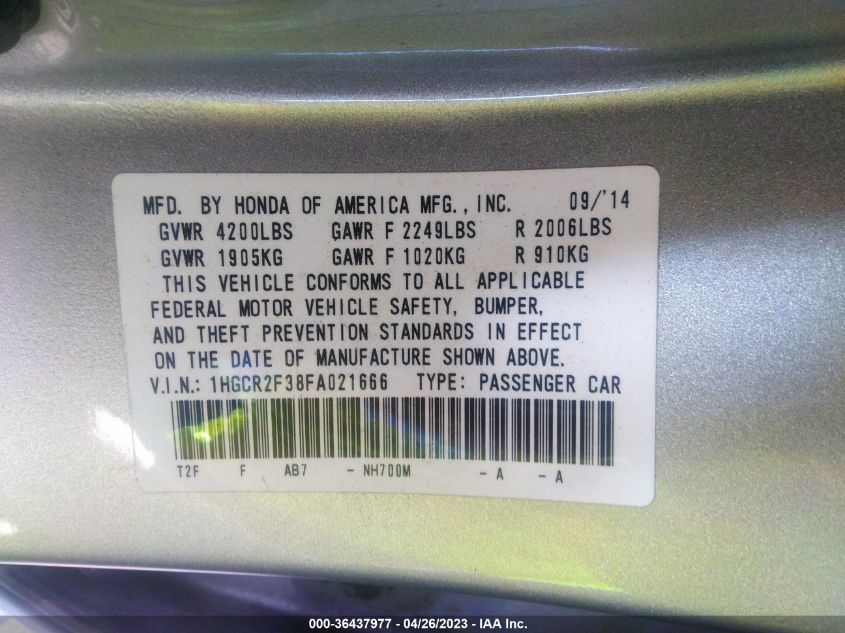 MFD. BY HONDA OF AMERICA MFG., INC. 09/'14
GVWR 4200LBS GAWR F 2249LBS R 2006LBS
GVWR 1905KG GAWR F 1020KG R 910KG
THIS VEHICLE CONFORMS TO ALL APPLICABLE
FEDERAL MOTOR VEHICLE SAFETY, BUMPER,
AND THEFT PREVENTION STANDARDS IN EFFECT
ON THE DATE OF MANUFACTURE SHOWN ABOVE.
V.I.N.: 1HGCR2F38FA021666 TYPE: PASSENGER CAR
T2F F AB7 - NH700M - A - A
000-36437977 - 04/26/2023 - IAA Inc.